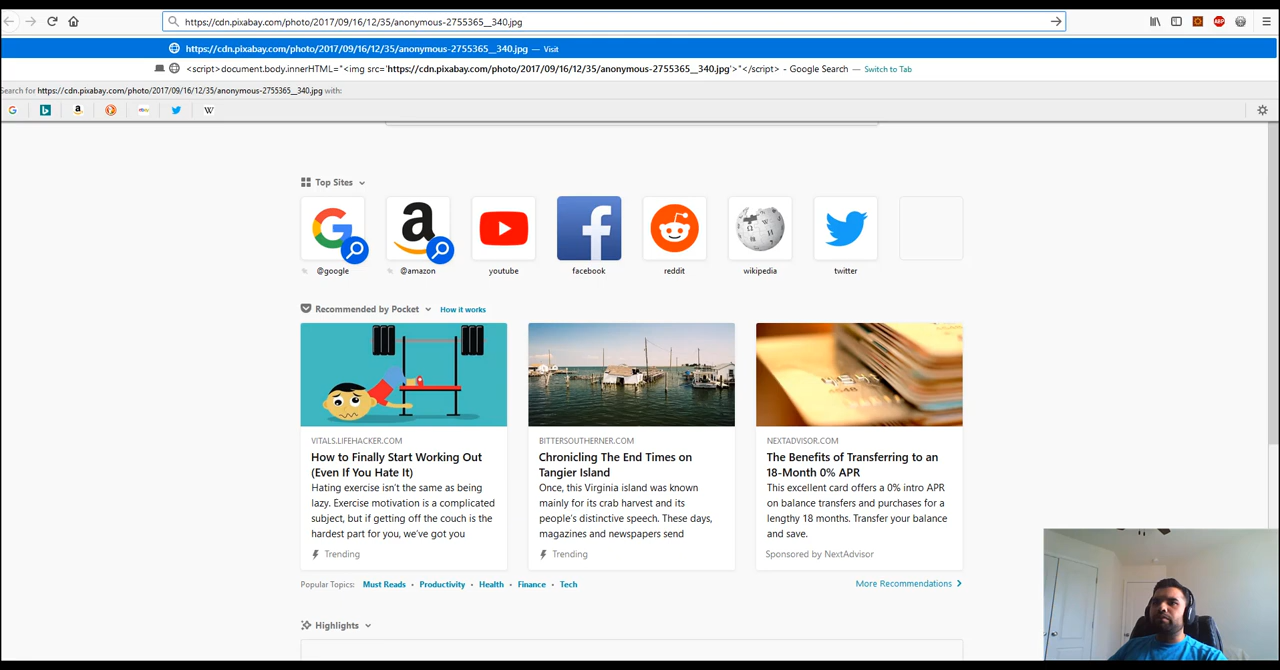 https://cdn.pixabay.com/photo/2017/09/16/12/35/anonymous-2755365__340.jpg
https://cdn.pixabay.com/photo/2017/09/16/12/35/anonymous-2755365__340.jpg — Visit
<script>document.body.innerHTML="<img src='https://cdn.pixabay.com/photo/2017/09/16/12/35/anonymous-2755365__340.jpg'>"</script> - Google Search — Switch to Tab
Search for https://cdn.pixabay.com/photo/2017/09/16/12/35/anonymous-2755365__340.jpg with:
Top Sites
@google @amazon youtube facebook reddit wikipedia twitter
Recommended by Pocket How it works
VITALS.LIFEHACKER.COM
How to Finally Start Working Out
(Even If You Hate It)
Hating exercise isn't the same as being
lazy. Exercise motivation is a complicated
subject, but if getting off the couch is the
hardest part for you, we've got you
Trending
BITTERSOUTHERNER.COM
Chronicling The End Times on
Tangier Island
Once, this Virginia island was known
mainly for its crab harvest and its
people's distinctive speech. These days,
magazines and newspapers send
Trending
NEXTADVISOR.COM
The Benefits of Transferring to an
18-Month 0% APR
This excellent card offers a 0% intro APR
on balance transfers and purchases for a
lengthy 18 months. Transfer your balance
and save.
Sponsored by NextAdvisor
Popular Topics: Must Reads • Productivity • Health • Finance • Tech
More Recommendations
Highlights